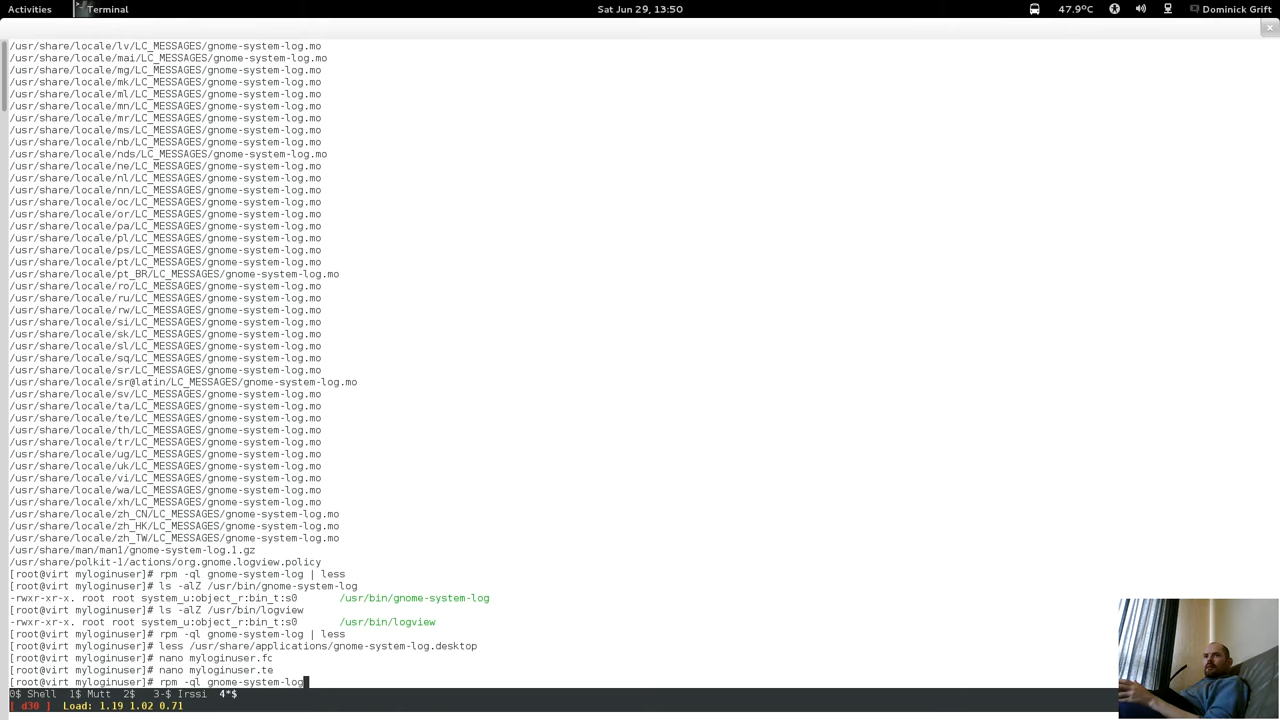 Activities Terminal Sat Jun 29, 13:50 47.9ºC Dominick Grift
/usr/share/locale/lv/LC_MESSAGES/gnome-system-log.mo
/usr/share/locale/mai/LC_MESSAGES/gnome-system-log.mo
/usr/share/locale/mg/LC_MESSAGES/gnome-system-log.mo
/usr/share/locale/mk/LC_MESSAGES/gnome-system-log.mo
/usr/share/locale/ml/LC_MESSAGES/gnome-system-log.mo
/usr/share/locale/mn/LC_MESSAGES/gnome-system-log.mo
/usr/share/locale/mr/LC_MESSAGES/gnome-system-log.mo
/usr/share/locale/ms/LC_MESSAGES/gnome-system-log.mo
/usr/share/locale/nb/LC_MESSAGES/gnome-system-log.mo
/usr/share/locale/nds/LC_MESSAGES/gnome-system-log.mo
/usr/share/locale/ne/LC_MESSAGES/gnome-system-log.mo
/usr/share/locale/nl/LC_MESSAGES/gnome-system-log.mo
/usr/share/locale/nn/LC_MESSAGES/gnome-system-log.mo
/usr/share/locale/oc/LC_MESSAGES/gnome-system-log.mo
/usr/share/locale/or/LC_MESSAGES/gnome-system-log.mo
/usr/share/locale/pa/LC_MESSAGES/gnome-system-log.mo
/usr/share/locale/pl/LC_MESSAGES/gnome-system-log.mo
/usr/share/locale/ps/LC_MESSAGES/gnome-system-log.mo
/usr/share/locale/pt/LC_MESSAGES/gnome-system-log.mo
/usr/share/locale/pt_BR/LC_MESSAGES/gnome-system-log.mo
/usr/share/locale/ro/LC_MESSAGES/gnome-system-log.mo
/usr/share/locale/ru/LC_MESSAGES/gnome-system-log.mo
/usr/share/locale/rw/LC_MESSAGES/gnome-system-log.mo
/usr/share/locale/si/LC_MESSAGES/gnome-system-log.mo
/usr/share/locale/sk/LC_MESSAGES/gnome-system-log.mo
/usr/share/locale/sl/LC_MESSAGES/gnome-system-log.mo
/usr/share/locale/sq/LC_MESSAGES/gnome-system-log.mo
/usr/share/locale/sr/LC_MESSAGES/gnome-system-log.mo
/usr/share/locale/sr@latin/LC_MESSAGES/gnome-system-log.mo
/usr/share/locale/sv/LC_MESSAGES/gnome-system-log.mo
/usr/share/locale/ta/LC_MESSAGES/gnome-system-log.mo
/usr/share/locale/te/LC_MESSAGES/gnome-system-log.mo
/usr/share/locale/th/LC_MESSAGES/gnome-system-log.mo
/usr/share/locale/tr/LC_MESSAGES/gnome-system-log.mo
/usr/share/locale/ug/LC_MESSAGES/gnome-system-log.mo
/usr/share/locale/uk/LC_MESSAGES/gnome-system-log.mo
/usr/share/locale/vi/LC_MESSAGES/gnome-system-log.mo
/usr/share/locale/wa/LC_MESSAGES/gnome-system-log.mo
/usr/share/locale/xh/LC_MESSAGES/gnome-system-log.mo
/usr/share/locale/zh_CN/LC_MESSAGES/gnome-system-log.mo
/usr/share/locale/zh_HK/LC_MESSAGES/gnome-system-log.mo
/usr/share/locale/zh_TW/LC_MESSAGES/gnome-system-log.mo
/usr/share/man/man1/gnome-system-log.1.gz
/usr/share/polkit-1/actions/org.gnome.logview.policy
[root@virt myloginuser]# rpm -ql gnome-system-log | less
[root@virt myloginuser]# ls -alZ /usr/bin/gnome-system-log
-rwxr-xr-x. root root system_u:object_r:bin_t:s0 /usr/bin/gnome-system-log
[root@virt myloginuser]# ls -alZ /usr/bin/logview
-rwxr-xr-x. root root system_u:object_r:bin_t:s0 /usr/bin/logview
[root@virt myloginuser]# rpm -ql gnome-system-log | less
[root@virt myloginuser]# less /usr/share/applications/gnome-system-log.desktop
[root@virt myloginuser]# nano myloginuser.fc
[root@virt myloginuser]# nano myloginuser.te
[root@virt myloginuser]# rpm -ql gnome-system-log
0$ Shell 1$ Mutt 2$ 3-$ Irssi 4*$
[ d30 ] Load: 1.19 1.02 0.71